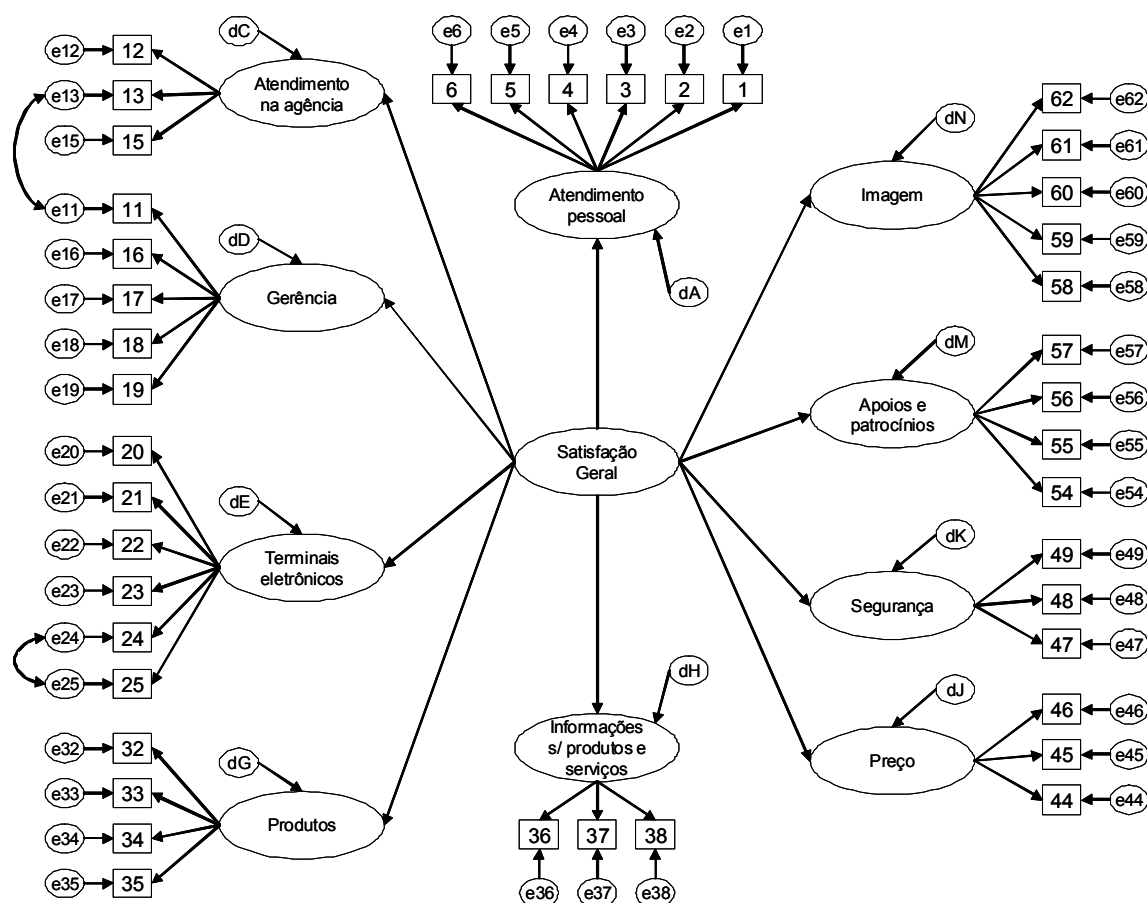 e6 e5 e4 e3 e2 e1
6 5 4 3 2 1
Atendimento
pessoal
dA
dC
Atendimento
na agência
e12 12
e13 13
e15 15
dD
Gerência
e11 11
e16 16
e17 17
e18 18
e19 19
dE
Terminais
eletrônicos
e20 20
e21 21
e22 22
e23 23
e24 24
e25 25
dG
Produtos
e32 32
e33 33
e34 34
e35 35
Satisfação
Geral
dH
Informações
s/ produtos e
serviços
36 37 38
e36 e37 e38
dN
Imagem
62 e62
61 e61
60 e60
59 e59
58 e58
dM
Apoios e
patrocínios
57 e57
56 e56
55 e55
54 e54
dK
Segurança
49 e49
48 e48
47 e47
dJ
Preço
46 e46
45 e45
44 e44